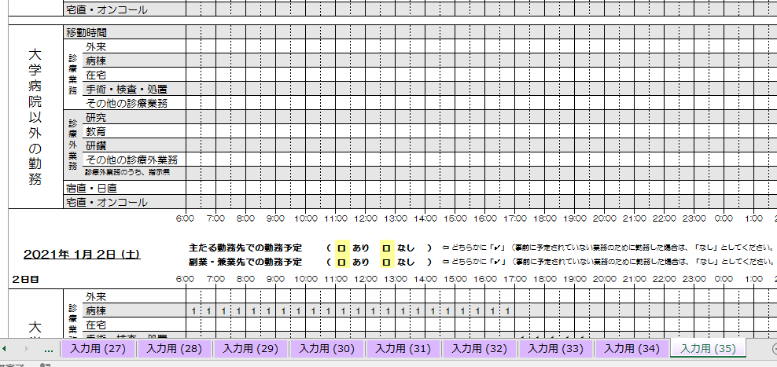 宅直・オンコール
大学病院以外の勤務
移動時間
診療業務
外来
病棟
在宅
手術・検査・処置
その他の診療業務
診療外業務
研究
教育
研鑽
その他の診療外業務
診療外業務のうち、指示無
宿直・日直
宅直・オンコール
6:00 7:00 8:00 9:00 10:00 11:00 12:00 13:00 14:00 15:00 16:00 17:00 18:00 19:00 20:00 21:00 22:00 23:00 0:00 1:00 2
2021年 1月 2日 (土)
主たる勤務先での勤務予定 ( ロ あり ロ なし ) ⇦ どちらかに「✔」（事前に予定されていない業務のために勤務した場合は、「なし」としてください。
副業・兼業先での勤務予定 ( ロ あり ロ なし ) ⇦ どちらかに「✔」（事前に予定されていない業務のために勤務した場合は、「なし」としてください。
2日目
6:00 7:00 8:00 9:00 10:00 11:00 12:00 13:00 14:00 15:00 16:00 17:00 18:00 19:00 20:00 21:00 22:00 23:00 0:00 1:00 2
大
診療業
外来
病棟 1 1 1 1 1 1 1 1 1 1 1 1 1 1 1 1 1 1 1 1 1 1
在宅
手術・検査・処置
... 入力用 (27) 入力用 (28) 入力用 (29) 入力用 (30) 入力用 (31) 入力用 (32) 入力用 (33) 入力用 (34) 入力用 (35)